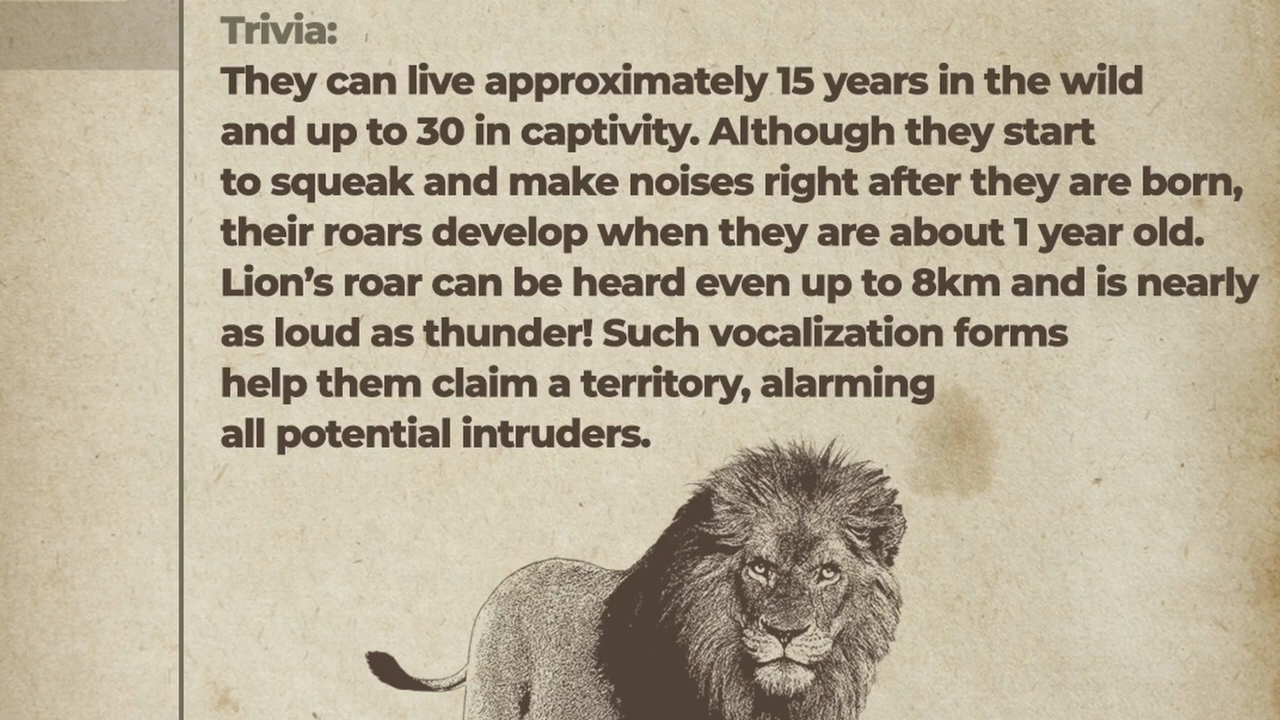 Trivia:
They can live approximately 15 years in the wild
and up to 30 in captivity. Although they start
to squeak and make noises right after they are born,
their roars develop when they are about 1 year old.
Lion’s roar can be heard even up to 8km and is nearly
as loud as thunder! Such vocalization forms
help them claim a territory, alarming
all potential intruders.